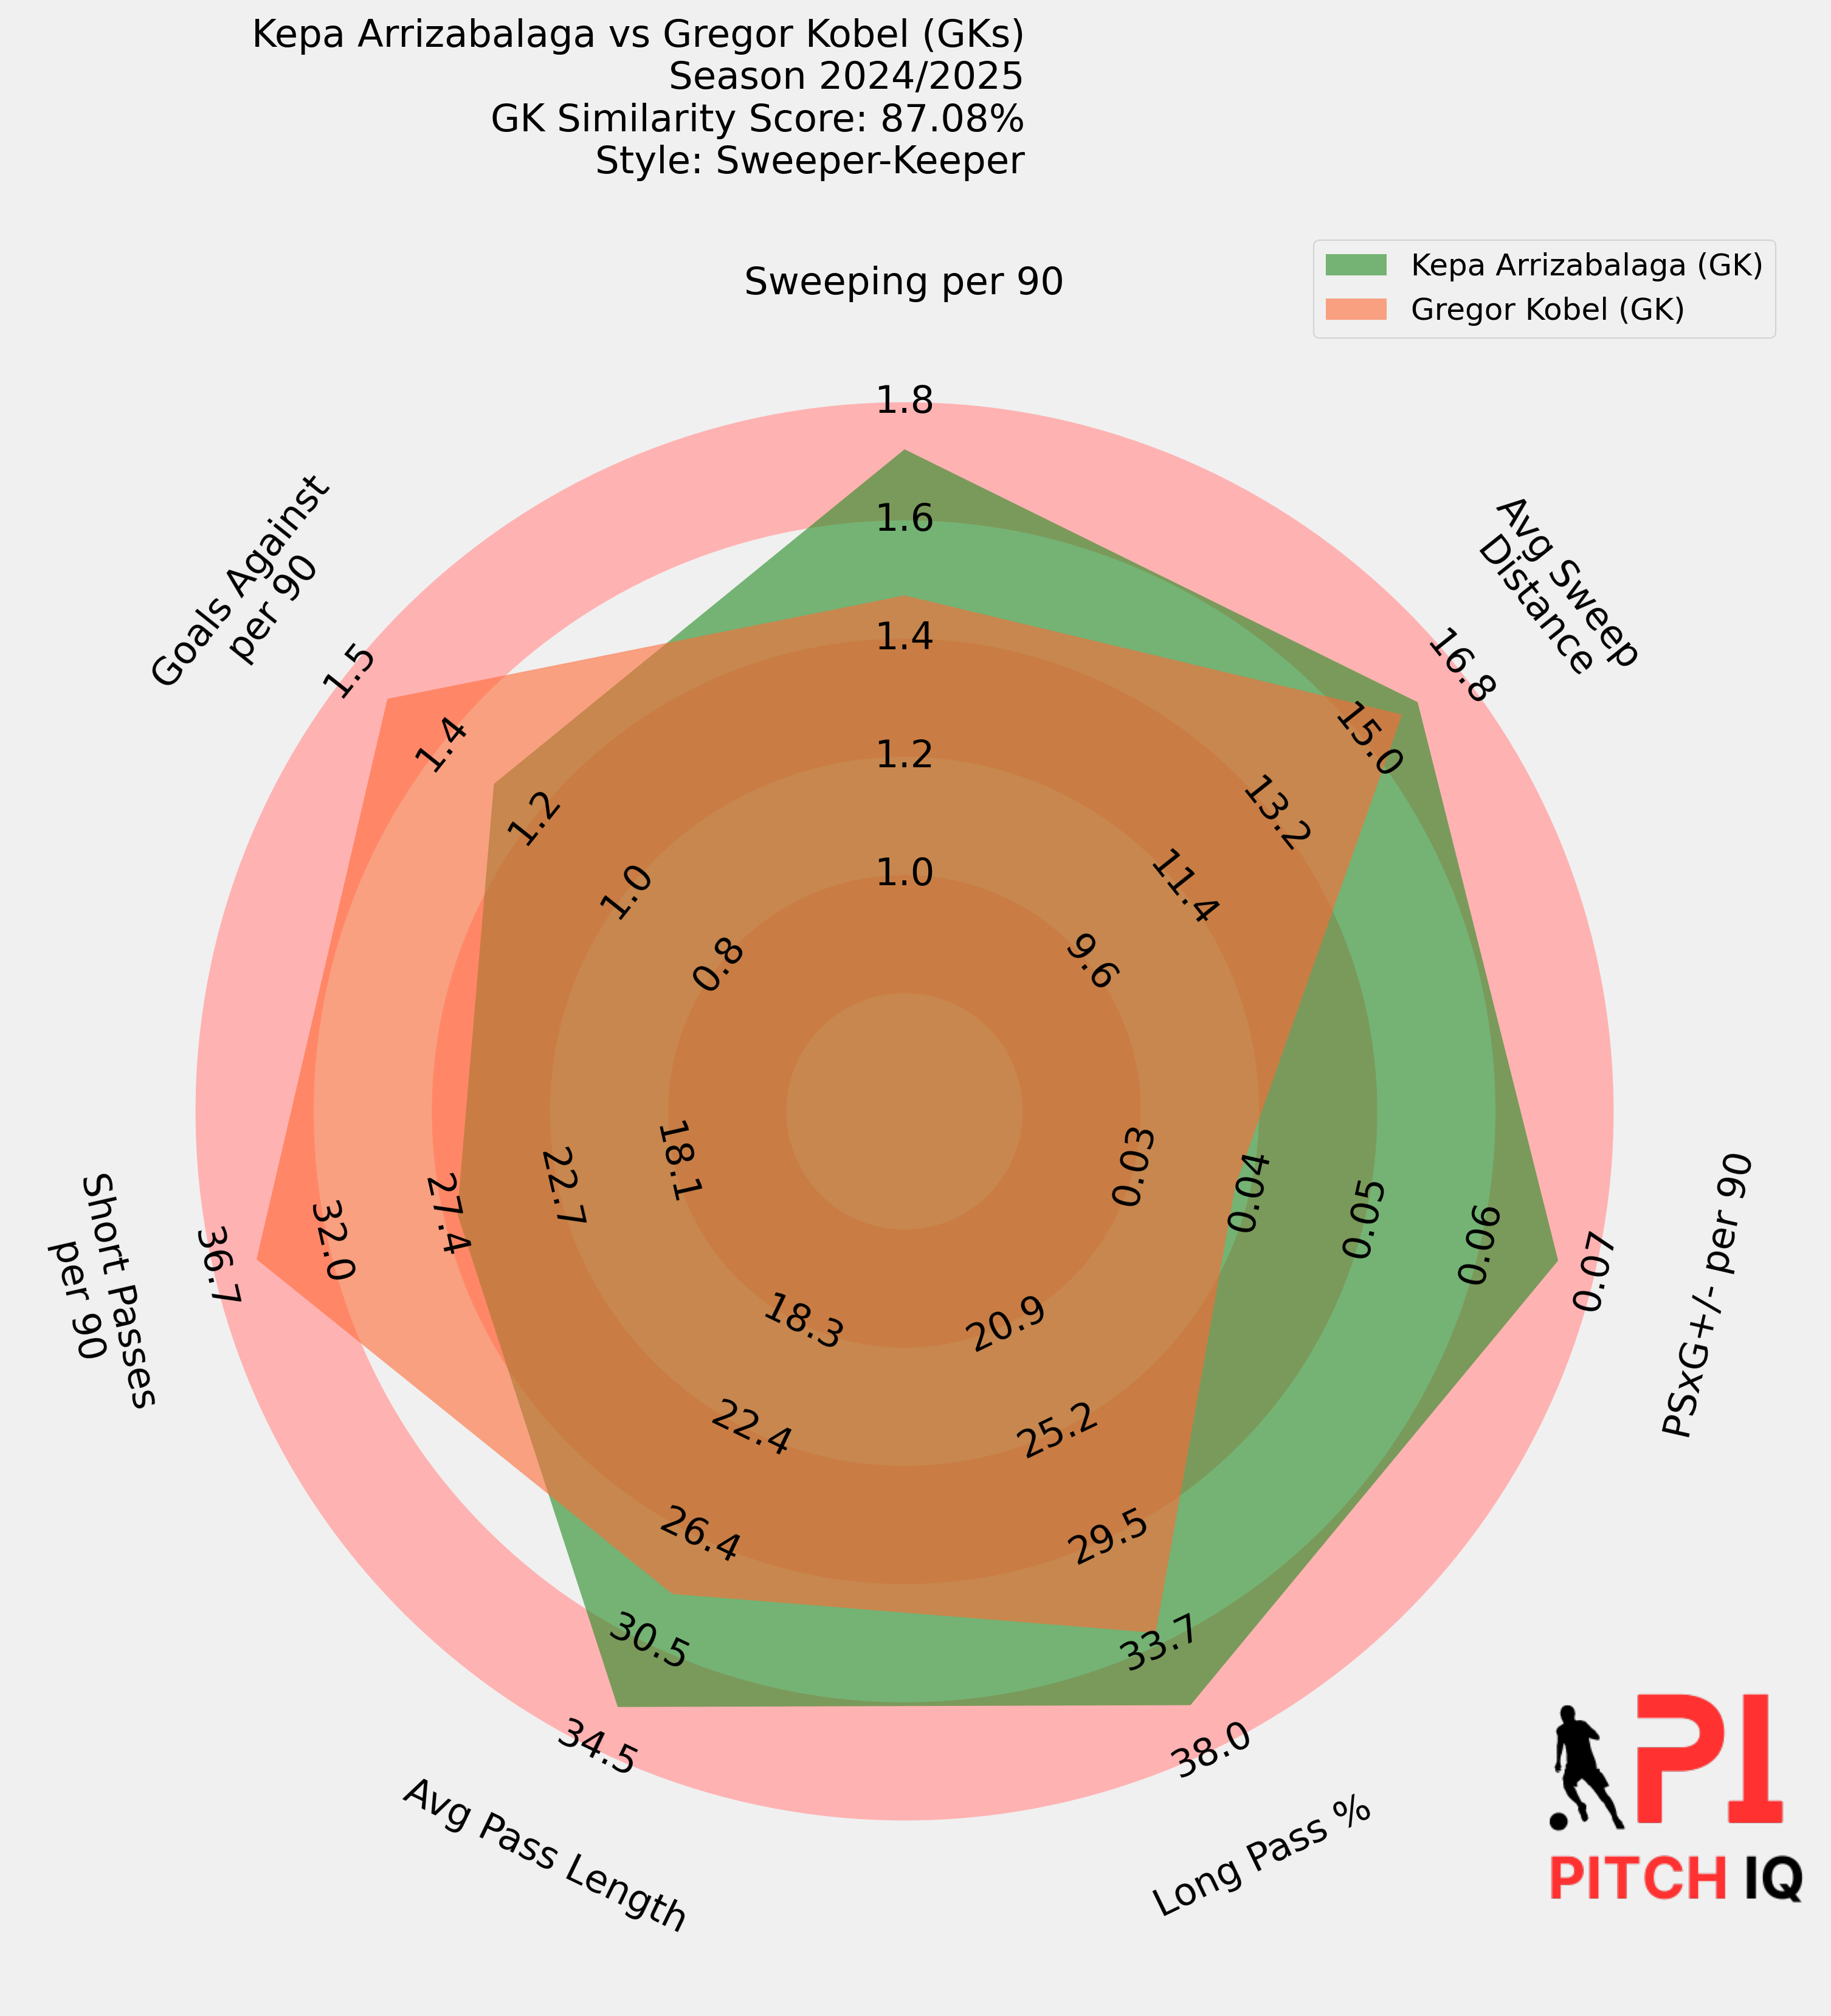 Kepa Arrizabalaga vs Gregor Kobel (GKs)
Season 2024/2025
GK Similarity Score: 87.08%
Style: Sweeper-Keeper
Kepa Arrizabalaga (GK)
Gregor Kobel (GK)
Sweeping per 90
1.8
1.6
1.4
1.2
1.0
Avg Sweep
Distance
16.8
15.0
13.2
11.4
9.6
PSxG+/- per 90
0.07
0.06
0.05
0.04
0.03
Long Pass %
38.0
33.7
29.5
25.2
20.9
Avg Pass Length
34.5
30.5
26.4
22.4
18.3
Short Passes
per 90
36.7
32.0
27.4
22.7
18.1
Goals Against
per 90
1.5
1.4
1.2
1.0
0.8
PI
PITCH IQ